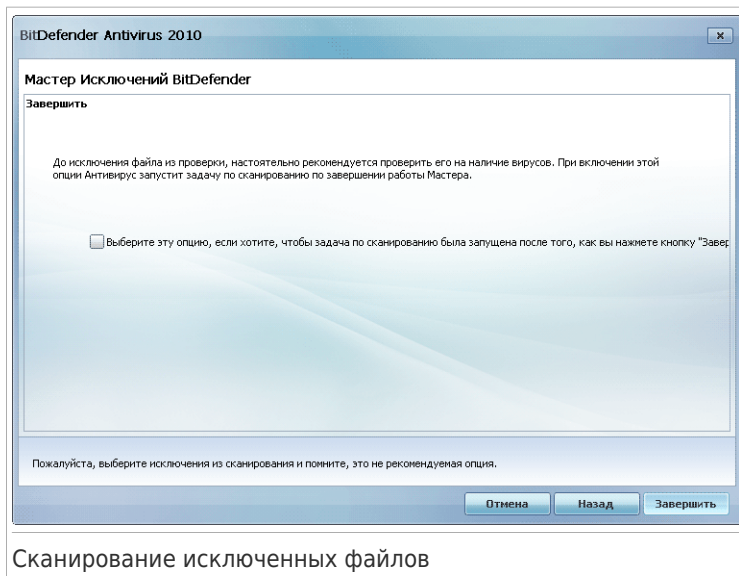 BitDefender Antivirus 2010
Мастер Исключений BitDefender
Завершить
До исключения файла из проверки, настоятельно рекомендуется проверить его на наличие вирусов. При включении этой
опции Антивирус запустит задачу по сканированию по завершении работы Мастера.
Выберите эту опцию, если хотите, чтобы задача по сканированию была запущена после того, как вы нажмете кнопку "Завер
Пожалуйста, выберите исключения из сканирования и помните, это не рекомендуемая опция.
Отмена Назад Завершить
Сканирование исключенных файлов